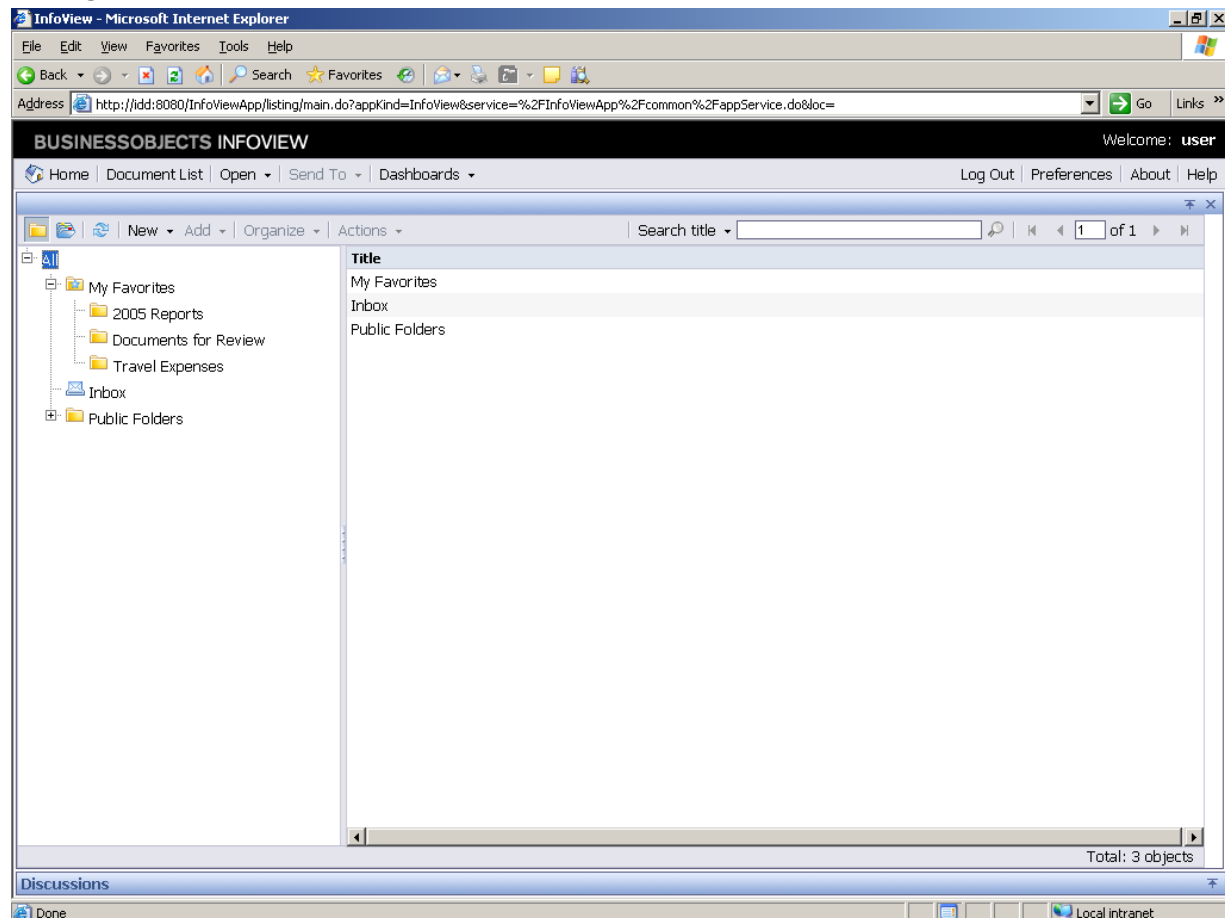 InfoView - Microsoft Internet Explorer
File Edit View Favorites Tools Help
Back Search Favorites
Address http://idd:8080/InfoViewApp/listing/main.do?appKind=InfoView&service=%2FInfoViewApp%2Fcommon%2FappService.do&loc= Go Links »
BUSINESSOBJECTS INFOVIEW Welcome: user
Home Document List Open Send To Dashboards Log Out Preferences About Help
New Add Organize Actions Search title 1 of 1
All
My Favorites
2005 Reports
Documents for Review
Travel Expenses
Inbox
Public Folders
Title
My Favorites
Inbox
Public Folders
Total: 3 objects
Discussions
Done Local intranet